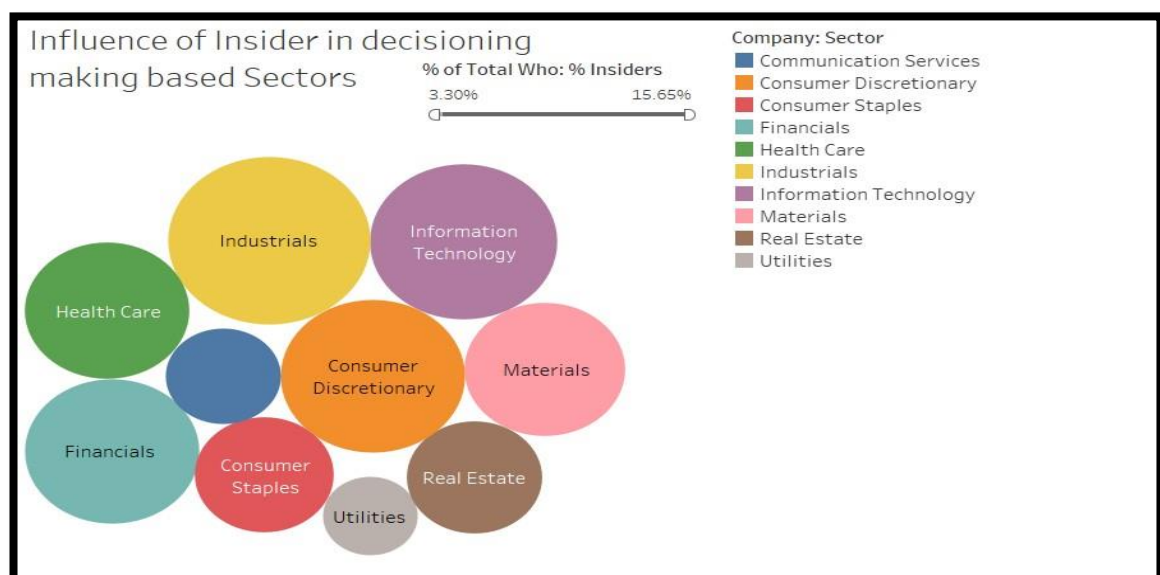 Influence of Insider in decisioning
making based Sectors
% of Total Who: % Insiders
3.30% 15.65%
Company: Sector
Communication Services
Consumer Discretionary
Consumer Staples
Financials
Health Care
Industrials
Information Technology
Materials
Real Estate
Utilities
Industrials
Information
Technology
Health Care
Consumer
Discretionary
Materials
Financials
Consumer
Staples
Real Estate
Utilities